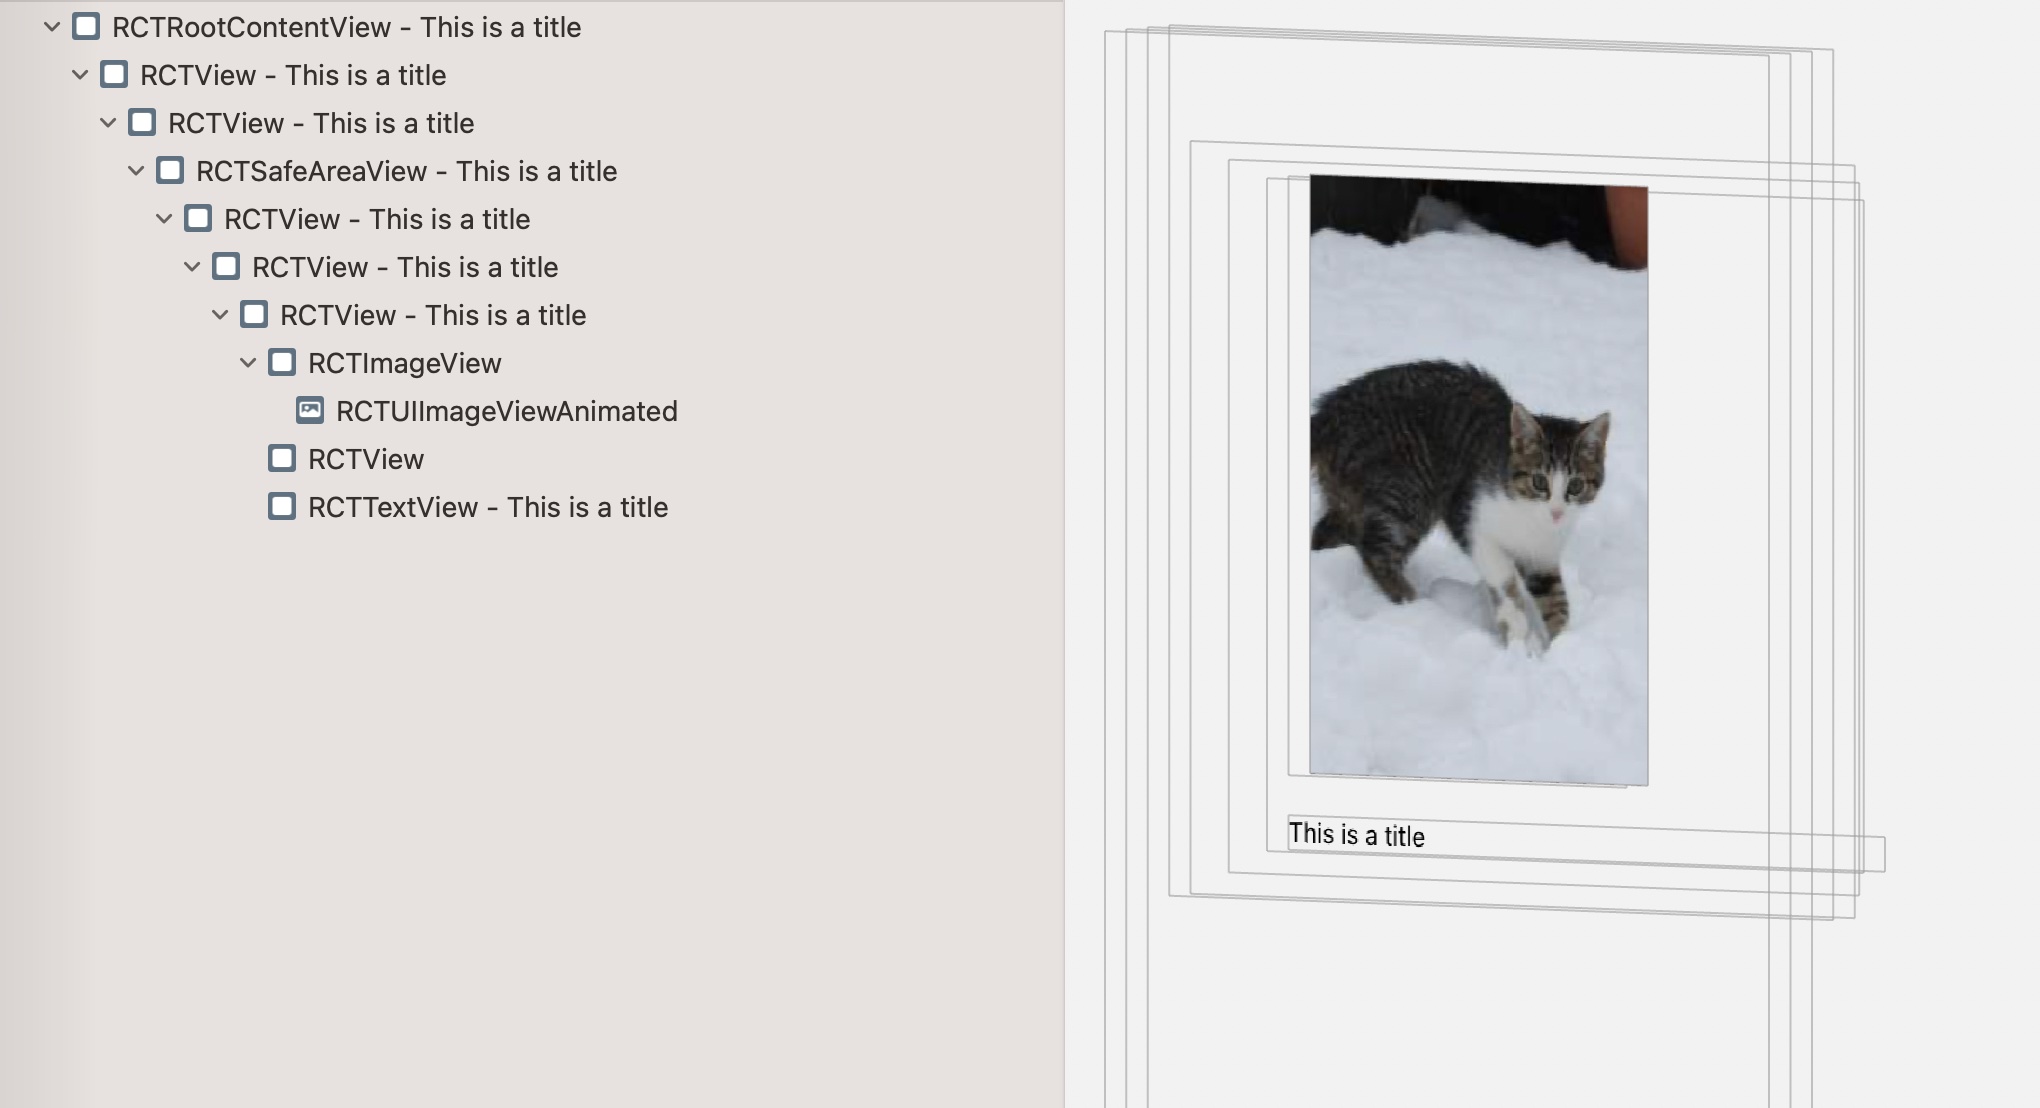 RCTRootContentView - This is a title
RCTView - This is a title
RCTView - This is a title
RCTSafeAreaView - This is a title
RCTView - This is a title
RCTView - This is a title
RCTView - This is a title
RCTImageView
RCTUIImageViewAnimated
RCTView
RCTTextView - This is a title
This is a title